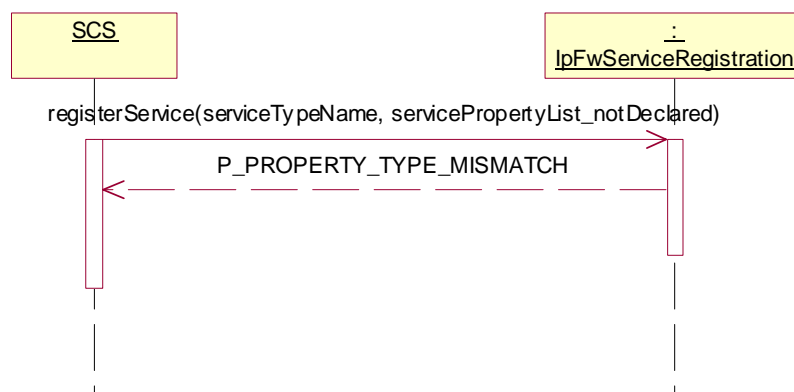 SCS
:
IpFwServiceRegistration
registerService(serviceTypeName, servicePropertyList_notDeclared)
P_PROPERTY_TYPE_MISMATCH